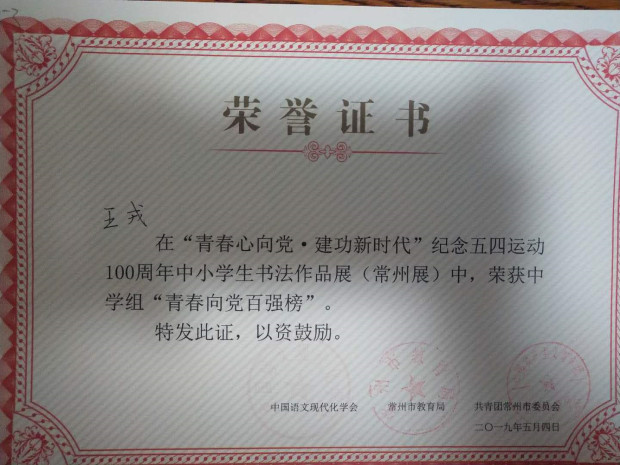 荣誉证书
王戎
在“青春心向党·建功新时代”纪念五四运动
100周年中小学生书法作品展（常州展）中，荣获中
学组“青春向党百强榜”。
特发此证，以资鼓励。
中国语文现代化学会 常州市教育局 共青团常州市委员会
二〇一九年五月四日